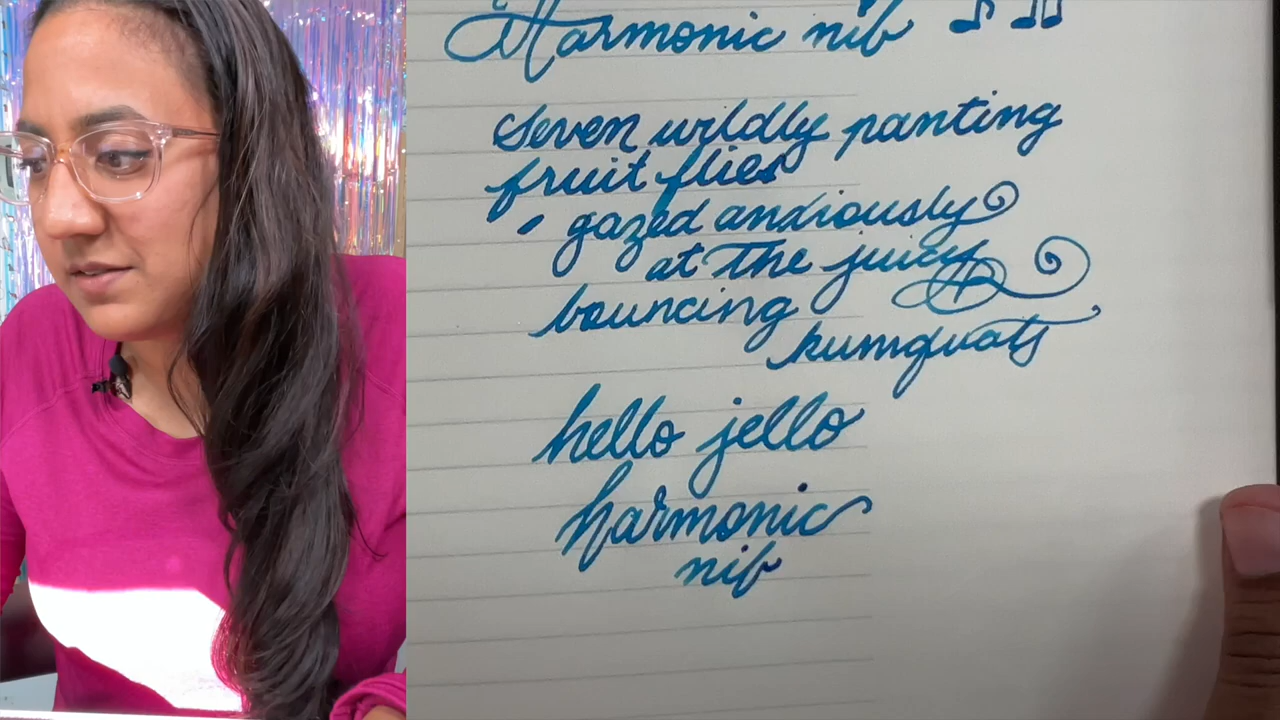 Harmonic nib
Seven wildly panting
fruit flies
gazed anxiously
at the juicy
bouncing
kumquats
hello jello
harmonic
nib